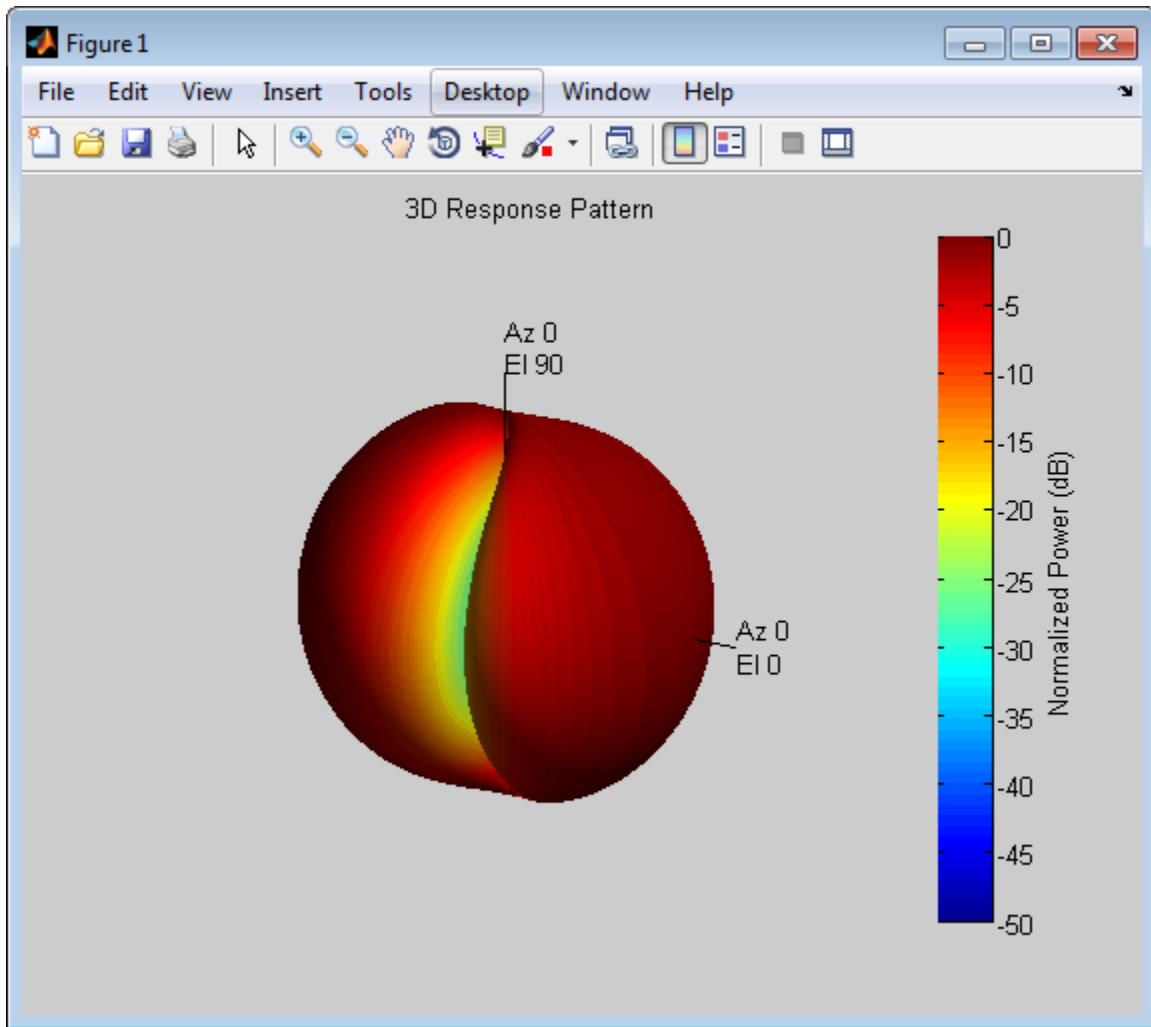 Figure 1
File Edit View Insert Tools Desktop Window Help
3D Response Pattern
Az 0
El 90
Az 0
El 0
0
-5
-10
-15
-20
-25
-30
-35
-40
-45
-50
Normalized Power (dB)